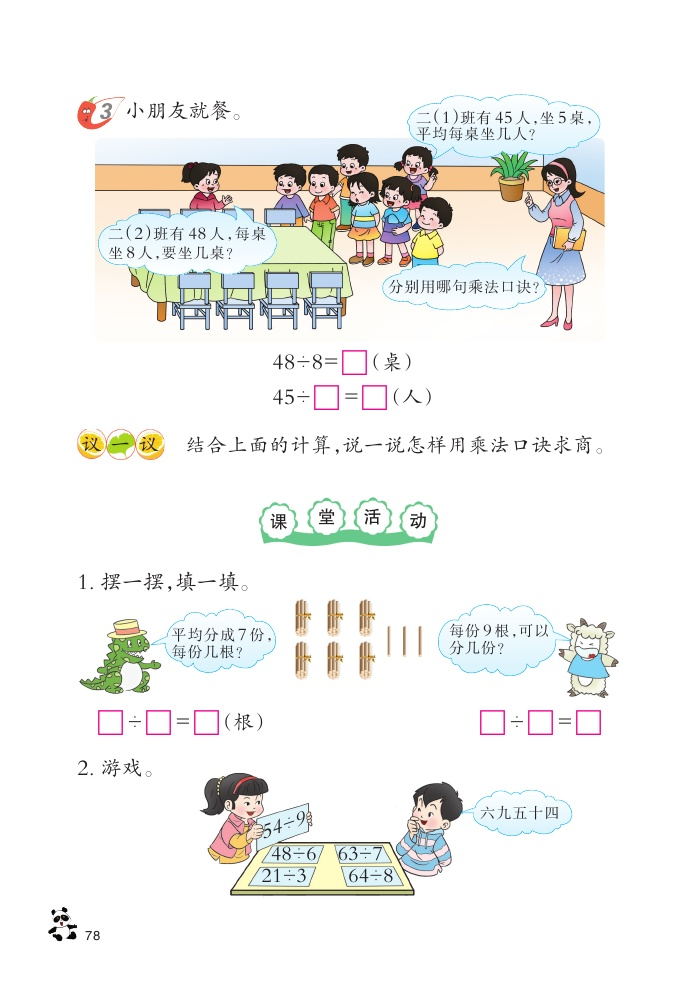 3 小朋友就餐。
二(1)班有45人,坐5桌,
平均每桌坐几人?
二(2)班有48人,每桌
坐8人,要坐几桌?
分别用哪句乘法口诀?
48÷8=□(桌)
45÷□=□(人)
议一议 结合上面的计算,说一说怎样用乘法口诀求商。
课堂活动
1. 摆一摆,填一填。
平均分成7份,
每份几根?
每份9根,可以
分几份?
□÷□=□(根)
□÷□=□
2. 游戏。
54÷9
六九五十四
48÷6
63÷7
21÷3
64÷8
78